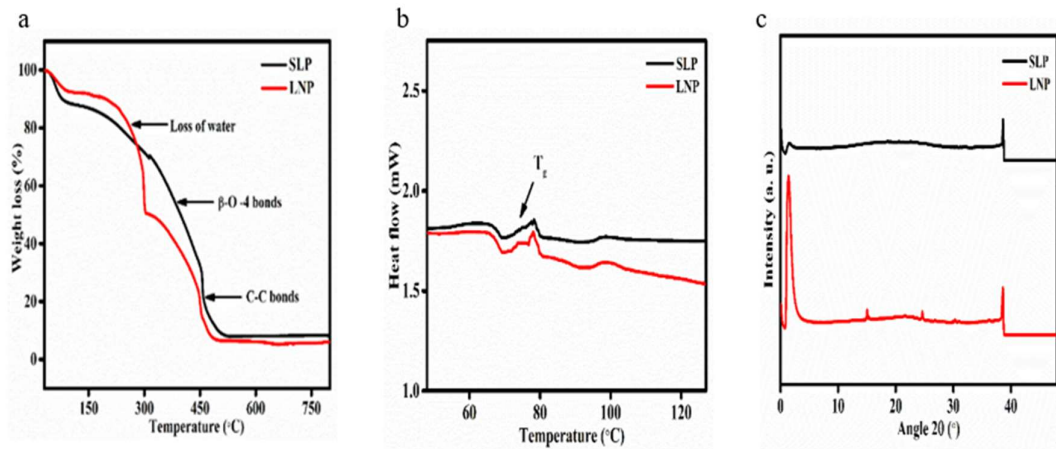 a
Weight loss (%)
100
80
60
40
20
0
SLP
LNP
Loss of water
β-O -4 bonds
C-C bonds
150
300
450
600
750
Temperature (°C)
b
Heat flow (mW)
2.5
2.0
1.5
1.0
SLP
LNP
Tg
60
80
100
120
Temperature (°C)
c
Intensity (a. u.)
SLP
LNP
0
10
20
30
40
Angle 20 (°)